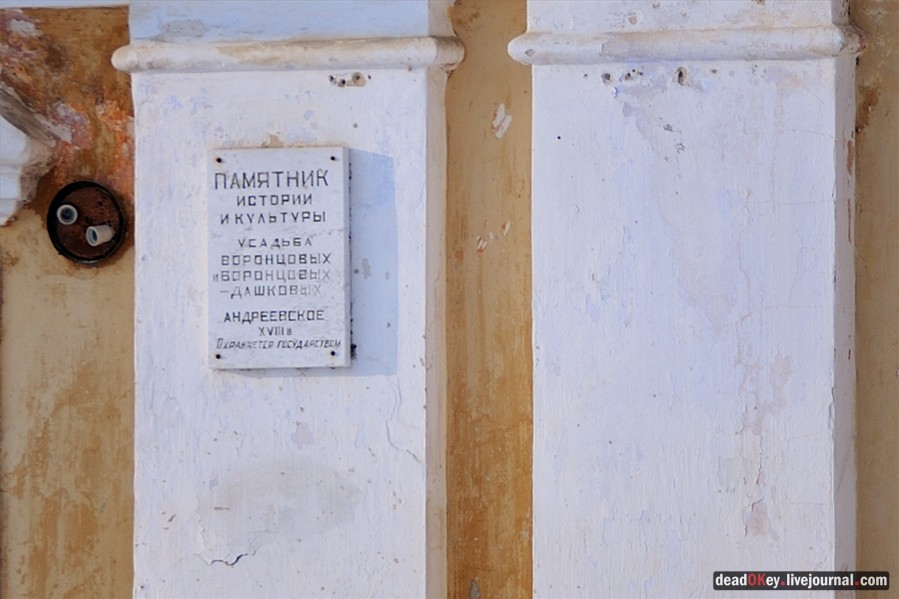 ПАМЯТНИК
ИСТОРИИ
И КУЛЬТУРЫ
УСАДЬБА
ВОРОНЦОВЫХ
и ВОРОНЦОВЫХ
-ДАШКОВЫХ
АНДРЕЕВСКОЕ
XVIII в
Охраняется государством
deadOKey.livejournal.com